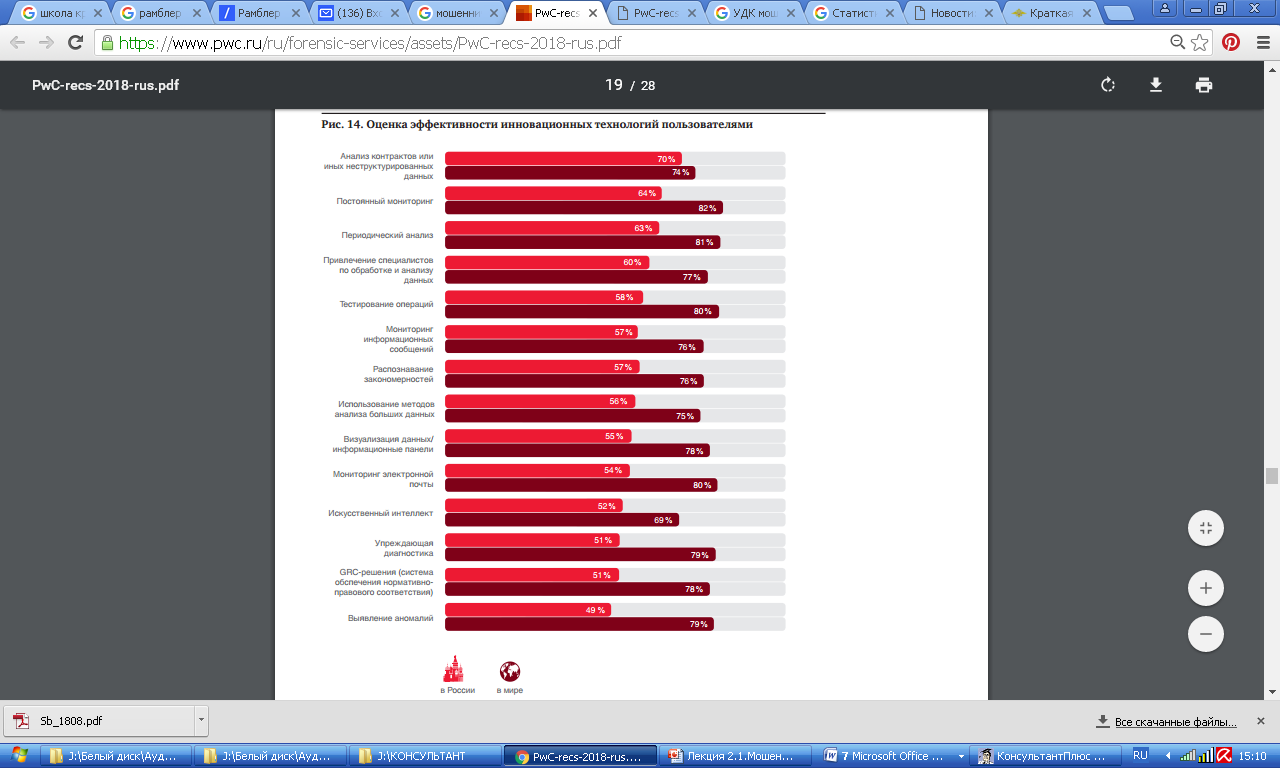 школа кр
рамблер
Рамблер
(136) Вхо
мошенни
PwC-recs
PwC-recs
УДК мош
Статисти
Новости
Краткая
https://www.pwc.ru/ru/forensic-services/assets/PwC-recs-2018-rus.pdf
PwC-recs-2018-rus.pdf
19 / 28
Рис. 14. Оценка эффективности инновационных технологий пользователями
Анализ контрактов или
иных неструктурированных
данных
70%
74%
Постоянный мониторинг
64%
82%
Периодический анализ
63%
81%
Привлечение специалистов
по обработке и анализу
данных
60%
77%
Тестирование операций
58%
80%
Мониторинг
информационных
сообщений
57%
76%
Распознавание
закономерностей
57%
76%
Использование методов
анализа больших данных
56%
75%
Визуализация данных/
информационные панели
55%
78%
Мониторинг электронной
почты
54%
80%
Искусственный интеллект
52%
69%
Упреждающая
диагностика
51%
79%
GRC-решения (система
обспечения нормативно-
правового соответствия)
51%
78%
Выявление аномалий
49%
79%
в России
в мире
Sb_1808.pdf
Все скачанные файлы...
J:\Белый диск\Ауд...
J:\Белый диск\Ауд...
J:\КОНСУЛЬТАНТ
PwC-recs-2018-rus....
Лекция 2.1.Мошен...
7 Microsoft Office ...
КонсультантПлюс ...
RU
15:10